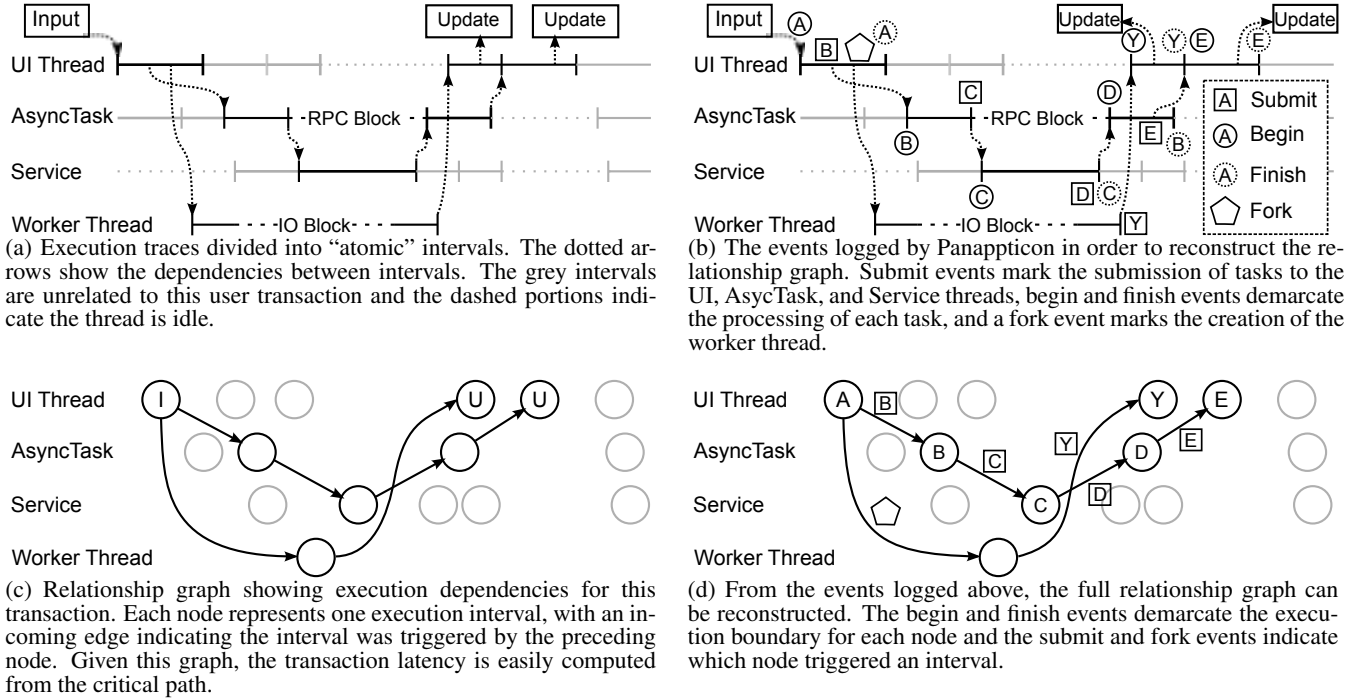 Input
Update
Update
UI Thread
AsyncTask
RPC Block
Service
Worker Thread
IO Block
(a) Execution traces divided into “atomic” intervals. The dotted ar-
rows show the dependencies between intervals. The grey intervals
are unrelated to this user transaction and the dashed portions indi-
cate the thread is idle.
Input
A
B
A
Update
Update
Y
Y
E
E
UI Thread
C
D
A Submit
AsyncTask
RPC Block
E
B
B
A Begin
Service
C
D
C
A Finish
Fork
Worker Thread
IO Block
Y
(b) The events logged by Panappticon in order to reconstruct the re-
lationship graph. Submit events mark the submission of tasks to the
UI, AsycTask, and Service threads, begin and finish events demarcate
the processing of each task, and a fork event marks the creation of the
worker thread.
UI Thread
I
U
U
AsyncTask
Service
Worker Thread
(c) Relationship graph showing execution dependencies for this
transaction. Each node represents one execution interval, with an in-
coming edge indicating the interval was triggered by the preceding
node. Given this graph, the transaction latency is easily computed
from the critical path.
UI Thread
A
B
Y
E
AsyncTask
B
C
Y
D
E
Service
C
D
Worker Thread
(d) From the events logged above, the full relationship graph can
be reconstructed. The begin and finish events demarcate the execu-
tion boundary for each node and the submit and fork events indicate
which node triggered an interval.